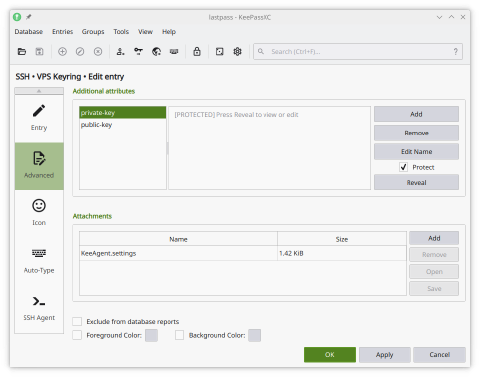 lastpass - KeePassXC
Database Entries Groups Tools View Help
Search (Ctrl+F)... ?
SSH • VPS Keyring • Edit entry
Additional attributes
Entry
Advanced
Icon
Auto-Type
SSH Agent
private-key
public-key
[PROTECTED] Press Reveal to view or edit
Add
Remove
Edit Name
Protect
Reveal
Attachments
Name Size
KeeAgent.settings 1.42 KiB
Add
Remove
Open
Save
Exclude from database reports
Foreground Color: Background Color:
OK Apply Cancel